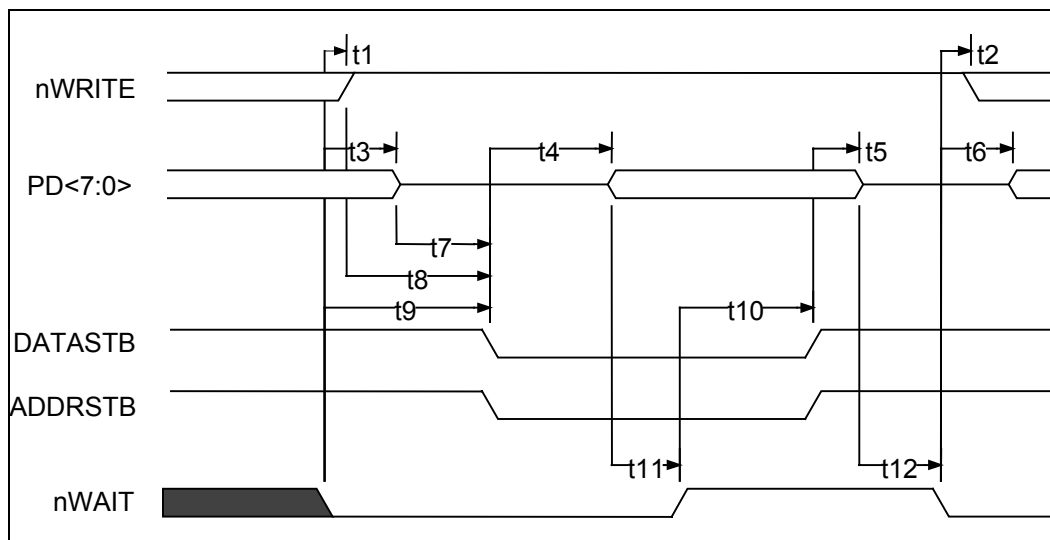 t1
t2
nWRITE
t3
t4
t5
t6
PD<7:0>
t7
t8
t9
t10
DATASTB
ADDRSTB
t11
t12
nWAIT